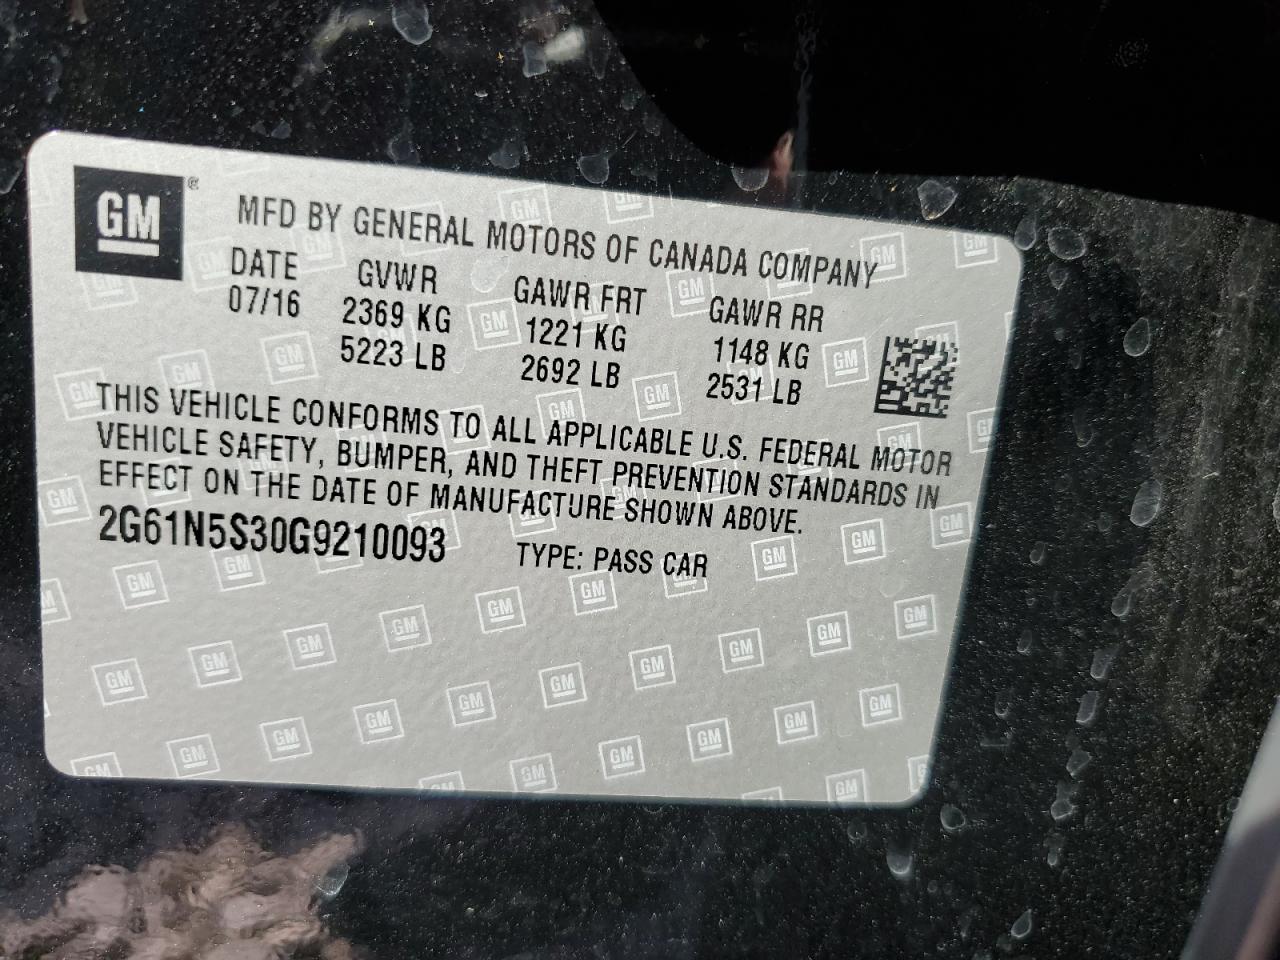 GM®
MFD BY GENERAL MOTORS OF CANADA COMPANY
DATE GVWR GAWR FRT GAWR RR
07/16 2369 KG 1221 KG 1148 KG
5223 LB 2692 LB 2531 LB
THIS VEHICLE CONFORMS TO ALL APPLICABLE U.S. FEDERAL MOTOR
VEHICLE SAFETY, BUMPER, AND THEFT PREVENTION STANDARDS IN
EFFECT ON THE DATE OF MANUFACTURE SHOWN ABOVE.
2G61N5S30G9210093 TYPE: PASS CAR